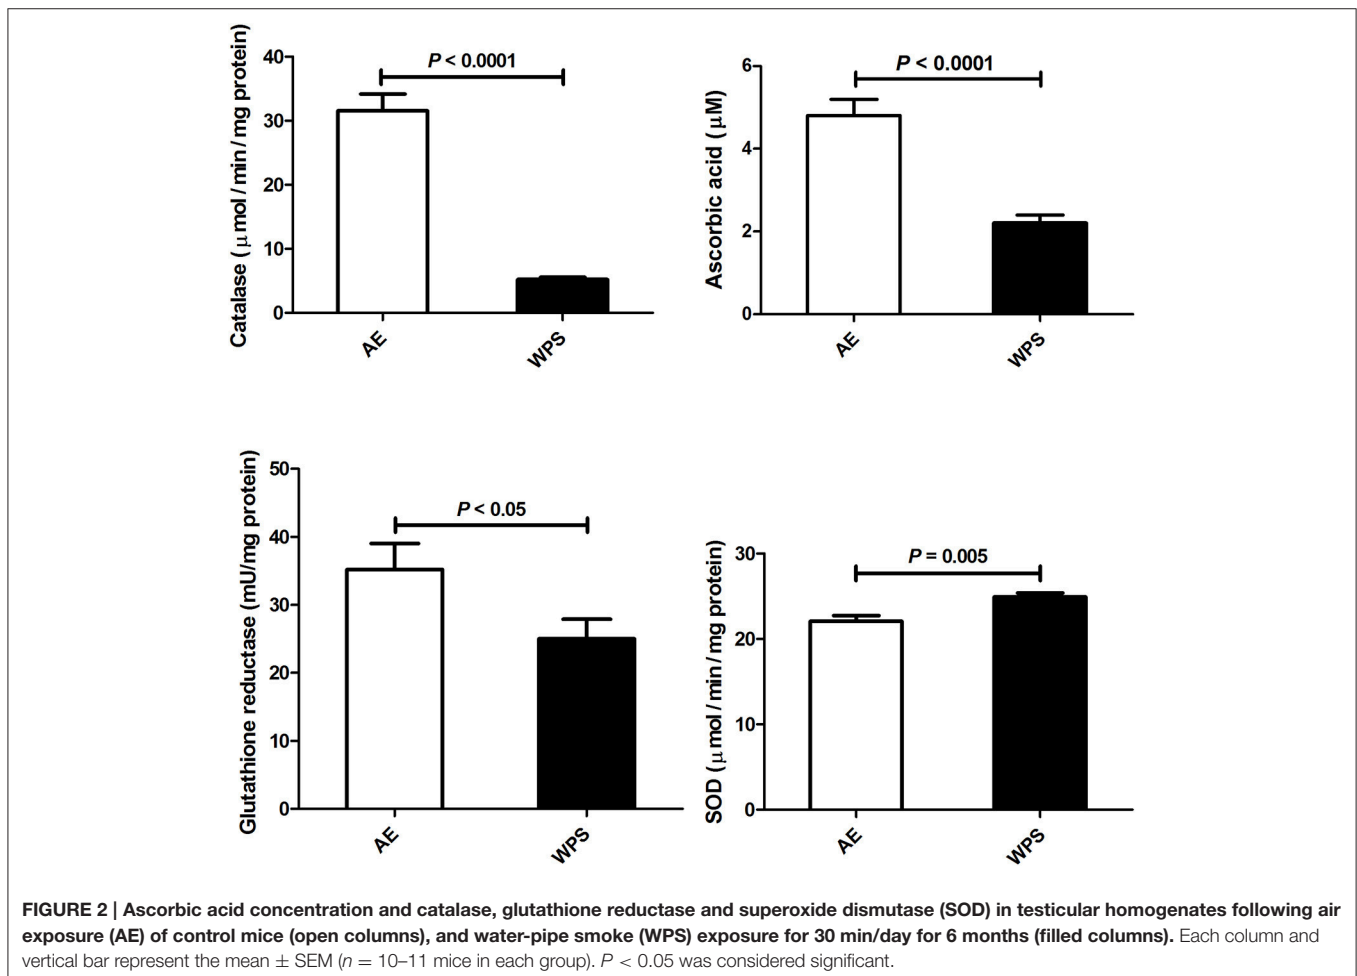 Catalase (μmol/min/mg protein)
40
30
20
10
0
P < 0.0001
AE
WPS
Ascorbic acid (μM)
6
4
2
0
P < 0.0001
AE
WPS
Glutathione reductase (mU/mg protein)
50
40
30
20
10
0
P < 0.05
AE
WPS
SOD (μmol/min/mg protein)
30
20
10
0
P = 0.005
AE
WPS
FIGURE 2 | Ascorbic acid concentration and catalase, glutathione reductase and superoxide dismutase (SOD) in testicular homogenates following air
exposure (AE) of control mice (open columns), and water-pipe smoke (WPS) exposure for 30 min/day for 6 months (filled columns). Each column and
vertical bar represent the mean ± SEM (n = 10–11 mice in each group). P < 0.05 was considered significant.